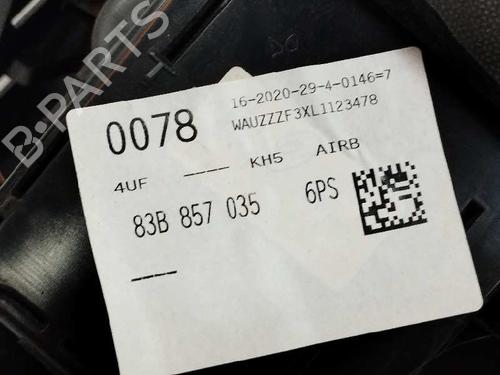 B-PARTS
0078
16-2020-29-4-0146=7
WAUZZZF3XL1123478
4UF ---- KH5 AIRB
83B 857 035 6PS
----